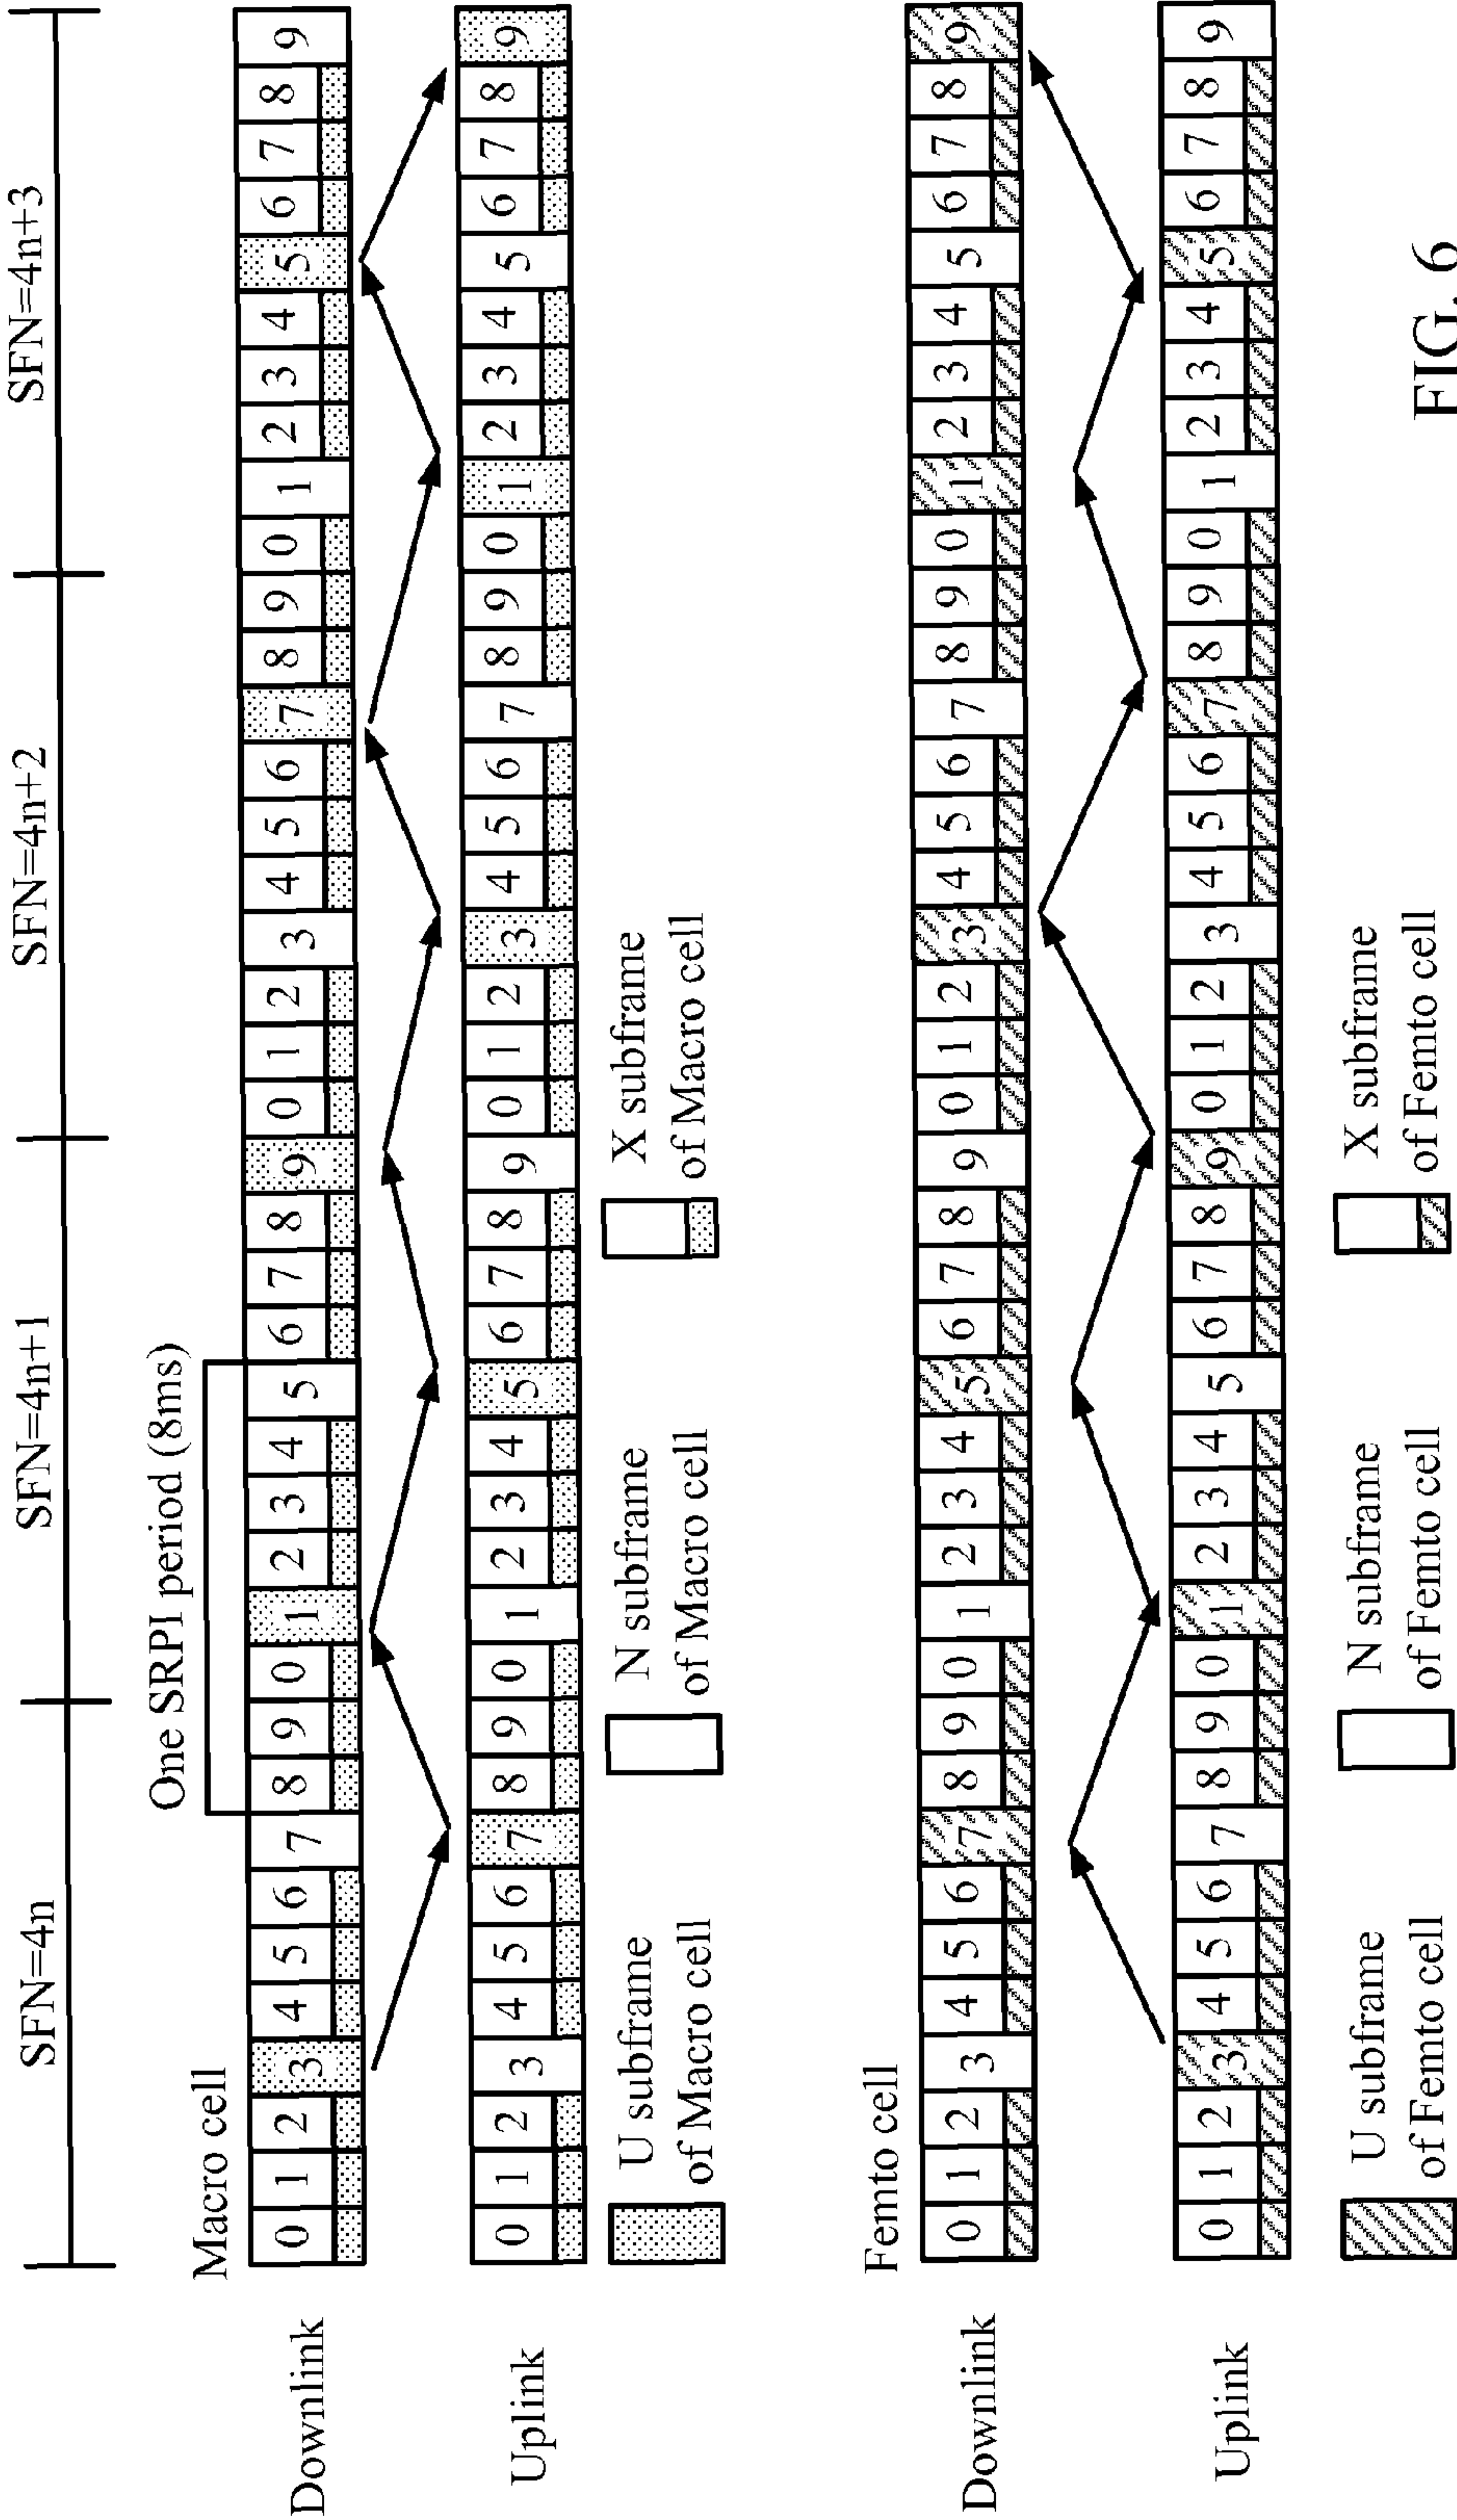 SFN=4n SFN=4n+1 SFN=4n+2 SFN=4n+3
One SRPI period (8ms)
Macro cell
Downlink 0 1 2 3 4 5 6 7 8 9 0 1 2 3 4 5 6 7 8 9 0 1 2 3 4 5 6 7 8 9 0 1 2 3 4 5 6 7 8 9
Uplink 0 1 2 3 4 5 6 7 8 9 0 1 2 3 4 5 6 7 8 9 0 1 2 3 4 5 6 7 8 9 0 1 2 3 4 5 6 7 8 9
U subframe
of Macro cell
N subframe
of Macro cell
X subframe
of Macro cell
Femto cell
Downlink 0 1 2 3 4 5 6 7 8 9 0 1 2 3 4 5 6 7 8 9 0 1 2 3 4 5 6 7 8 9 0 1 2 3 4 5 6 7 8 9
Uplink 0 1 2 3 4 5 6 7 8 9 0 1 2 3 4 5 6 7 8 9 0 1 2 3 4 5 6 7 8 9 0 1 2 3 4 5 6 7 8 9
U subframe
of Femto cell
N subframe
of Femto cell
X subframe
of Femto cell
FIG. 6